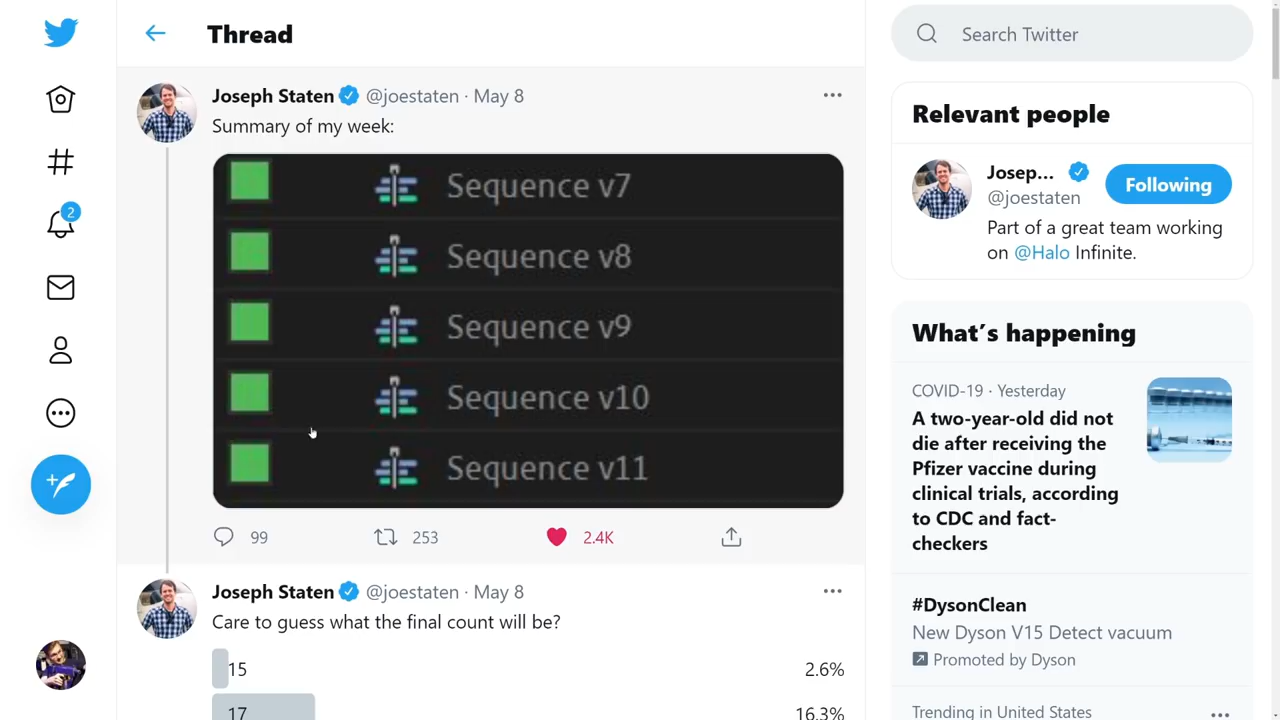 Thread
Joseph Staten @joestaten · May 8
Summary of my week:
Sequence v7
Sequence v8
Sequence v9
Sequence v10
Sequence v11
99 253 2.4K
Joseph Staten @joestaten · May 8
Care to guess what the final count will be?
15 2.6%
17 16.3%
2
Search Twitter
Relevant people
Josep...
@joestaten
Following
Part of a great team working
on @Halo Infinite.
What's happening
COVID-19 · Yesterday
A two-year-old did not
die after receiving the
Pfizer vaccine during
clinical trials, according
to CDC and fact-
checkers
#DysonClean
New Dyson V15 Detect vacuum
Promoted by Dyson
Trending in United States